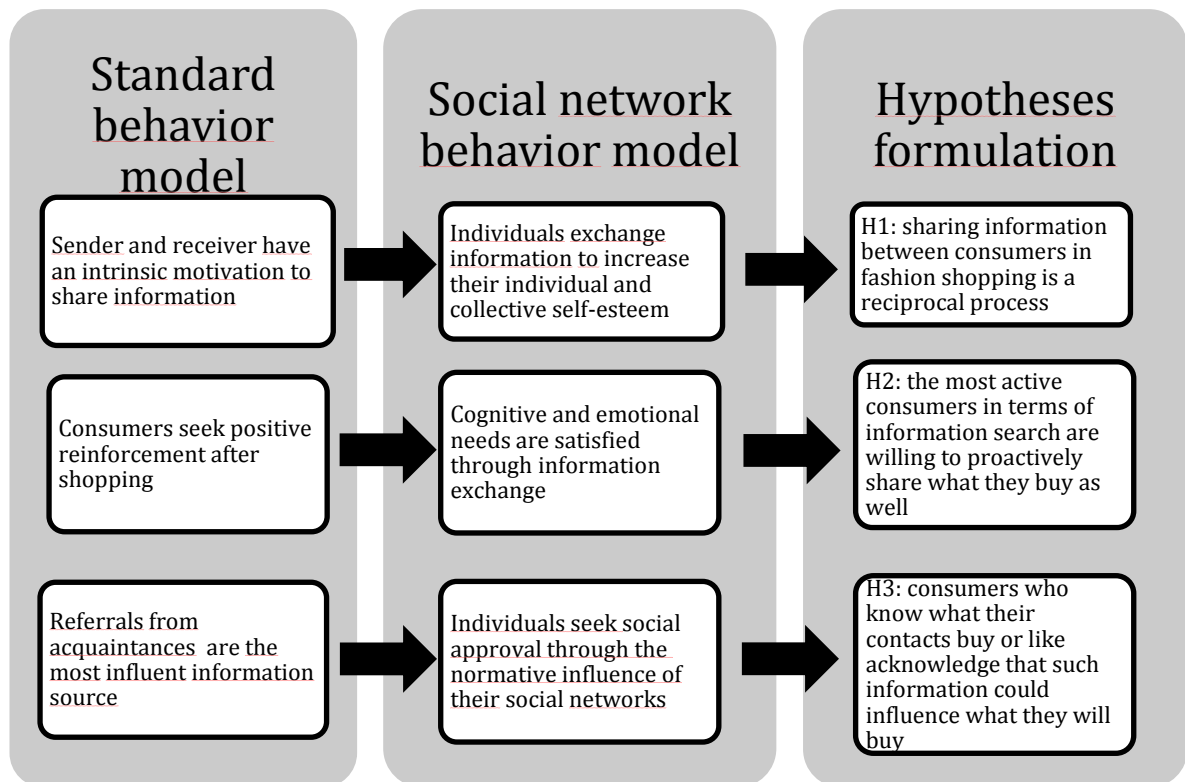 Standard
behavior
model
Sender and receiver have
an intrinsic motivation to
share information
Consumers seek positive
reinforcement after
shopping
Referrals from
acquaintances  are the
most influent information
source
Social network
behavior model
Individuals exchange
information to increase
their individual and
collective self-esteem
Cognitive and emotional
needs are satisfied
through information
exchange
Individuals seek social
approval through the
normative influence of
their social networks
Hypotheses
formulation
H1: sharing information
between consumers in
fashion shopping is a
reciprocal process
H2: the most active
consumers in terms of
information search are
willing to proactively
share what they buy as
well
H3: consumers who
know what their
contacts buy or like
acknowledge that such
information could
influence what they will
buy